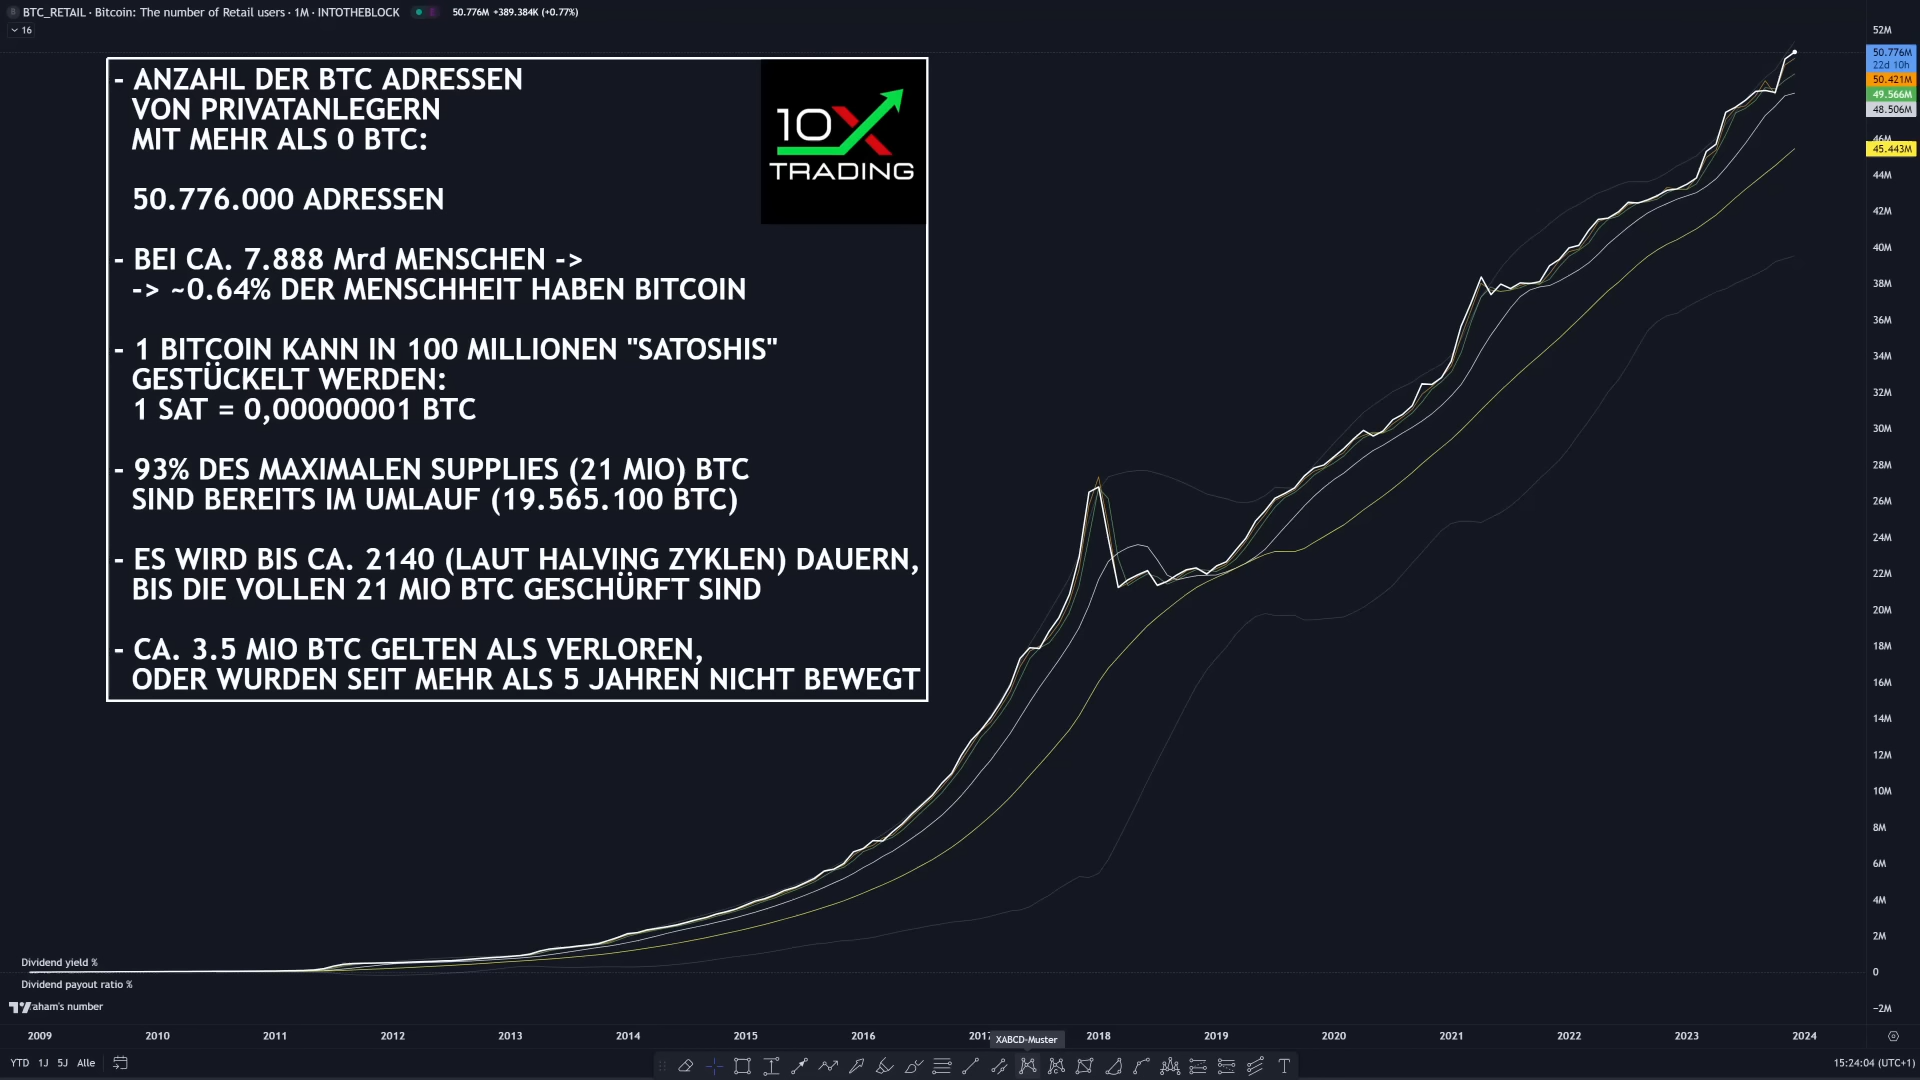 BTC_RETAIL · Bitcoin: The number of Retail users · 1M · INTOTHEBLOCK 50.776M +389.384K (+0.77%)
16
- ANZAHL DER BTC ADRESSEN
VON PRIVATANLEGERN
MIT MEHR ALS 0 BTC:
50.776.000 ADRESSEN
- BEI CA. 7.888 Mrd MENSCHEN ->
-> ~0.64% DER MENSCHHEIT HABEN BITCOIN
- 1 BITCOIN KANN IN 100 MILLIONEN "SATOSHIS"
GESTÜCKELT WERDEN:
1 SAT = 0,00000001 BTC
- 93% DES MAXIMALEN SUPPLIES (21 MIO) BTC
SIND BEREITS IM UMLAUF (19.565.100 BTC)
- ES WIRD BIS CA. 2140 (LAUT HALVING ZYKLEN) DAUERN,
BIS DIE VOLLEN 21 MIO BTC GESCHÜRFT SIND
- CA. 3.5 MIO BTC GELTEN ALS VERLOREN,
ODER WURDEN SEIT MEHR ALS 5 JAHREN NICHT BEWEGT
10X
TRADING
52M
50.776M
22d 10h
50.421M
49.566M
48.506M
46M
45.443M
44M
42M
40M
38M
36M
34M
32M
30M
28M
26M
24M
22M
20M
18M
16M
14M
12M
10M
8M
6M
4M
2M
0
−2M
Dividend yield %
Dividend payout ratio %
aham's number
2009 2010 2011 2012 2013 2014 2015 2016 2017 2018 2019 2020 2021 2022 2023 2024
XABCD-Muster
YTD 1J 5J Alle
15:24:04 (UTC+1)